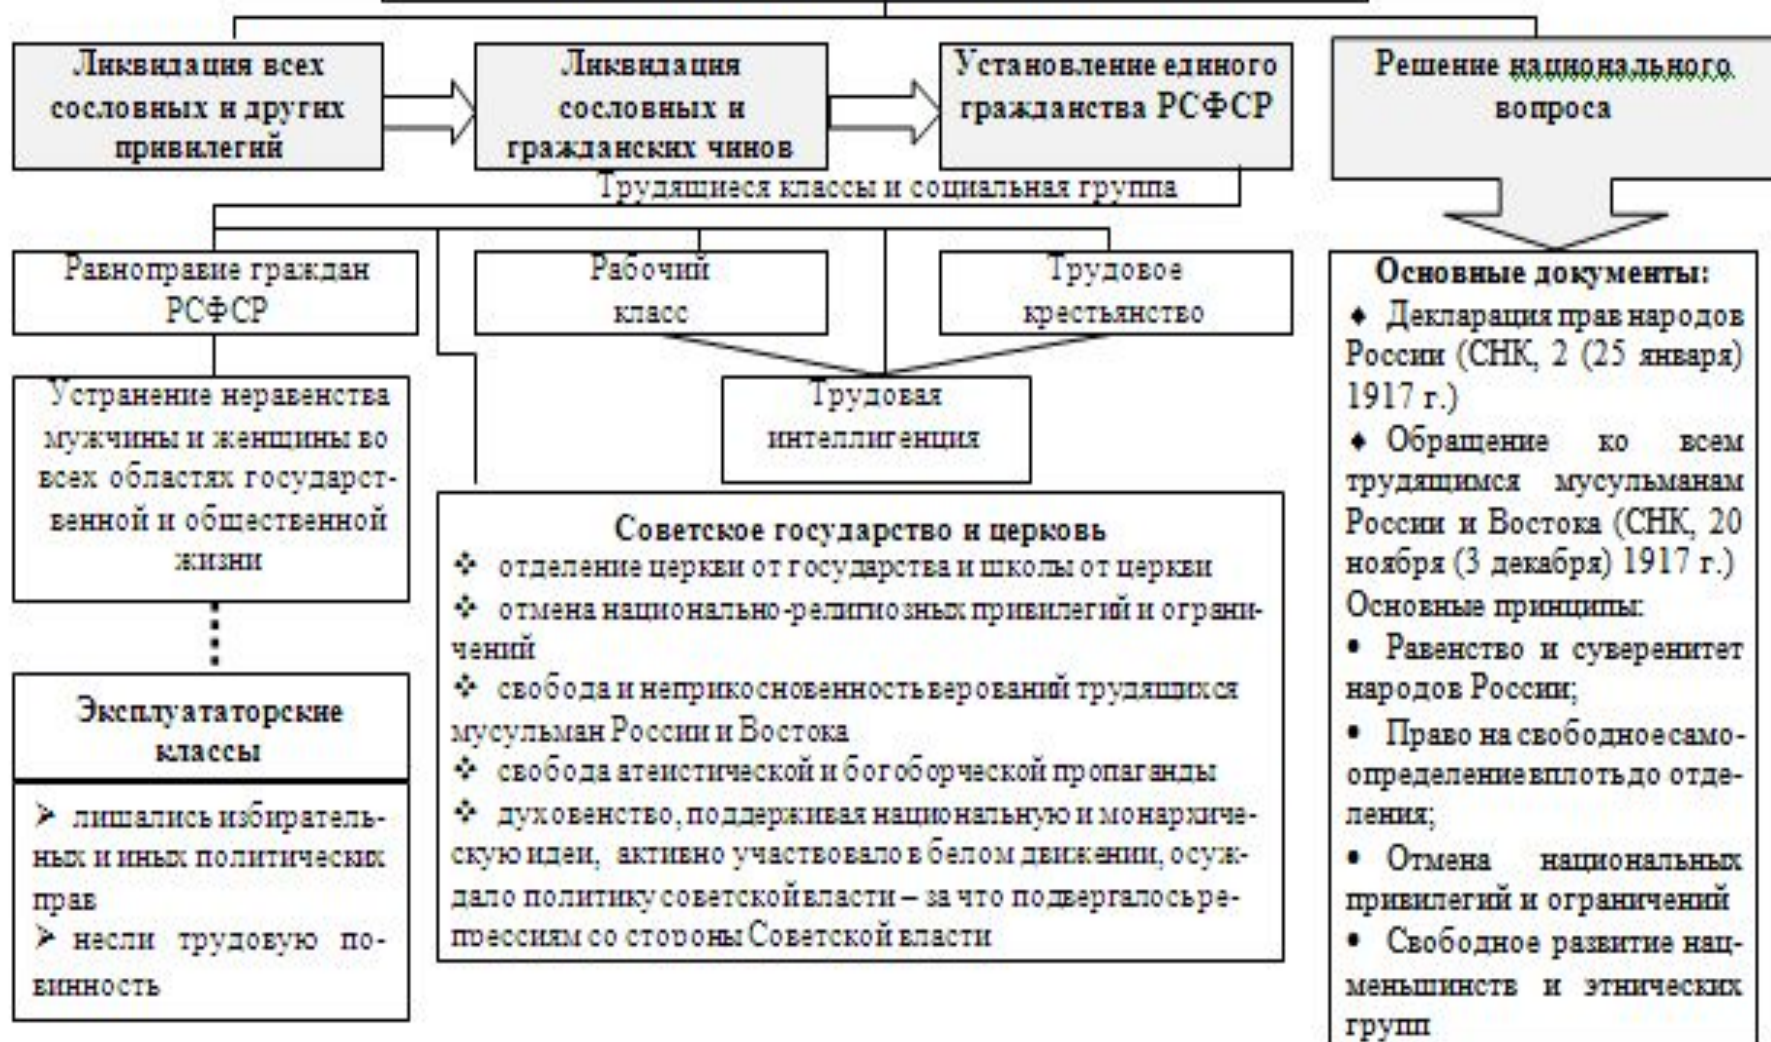 Ликвидация всех
сословных и других
привилегий
Ликвидация
сословных и
гражданских чинов
Установление единого
гражданства РСФСР
Решение национального
вопроса
Трудящиеся классы и социальная группа
Равноправие граждан
РСФСР
Рабочий
класс
Трудовое
крестьянство
Трудовая
интеллигенция
Устранение неравенства
мужчины и женщины во
всех областях государст-
венной и общественной
жизни
Эксплуататорские
классы
➢ лишались избиратель-
ных и иных политических
прав
➢ несли трудовую по-
винность
Советское государство и церковь
❖ отделение церкви от государства и школы от церкви
❖ отмена национально-религиозных привилегий и ограни-
чений
❖ свобода и неприкосновенность верований трудящихся
мусульман России и Востока
❖ свобода атеистической и богоборческой пропаганды
❖ духовенство, поддерживая национальную и монархиче-
скую идеи, активно участвовало в белом движении, осуж-
дало политику советской власти – за что подвергалось ре-
прессиям со стороны Советской власти
Основные документы:
♦ Декларация прав народов
России (СНК, 2 (25 января)
1917 г.)
♦ Обращение ко всем
трудящимся мусульманам
России и Востока (СНК, 20
ноября (3 декабря) 1917 г.)
Основные принципы:
• Равенство и суверенитет
народов России;
• Право на свободное само-
определение вплоть до отде-
ления;
• Отмена национальных
привилегий и ограничений
• Свободное развитие нац-
меньшинств и этнических
групп